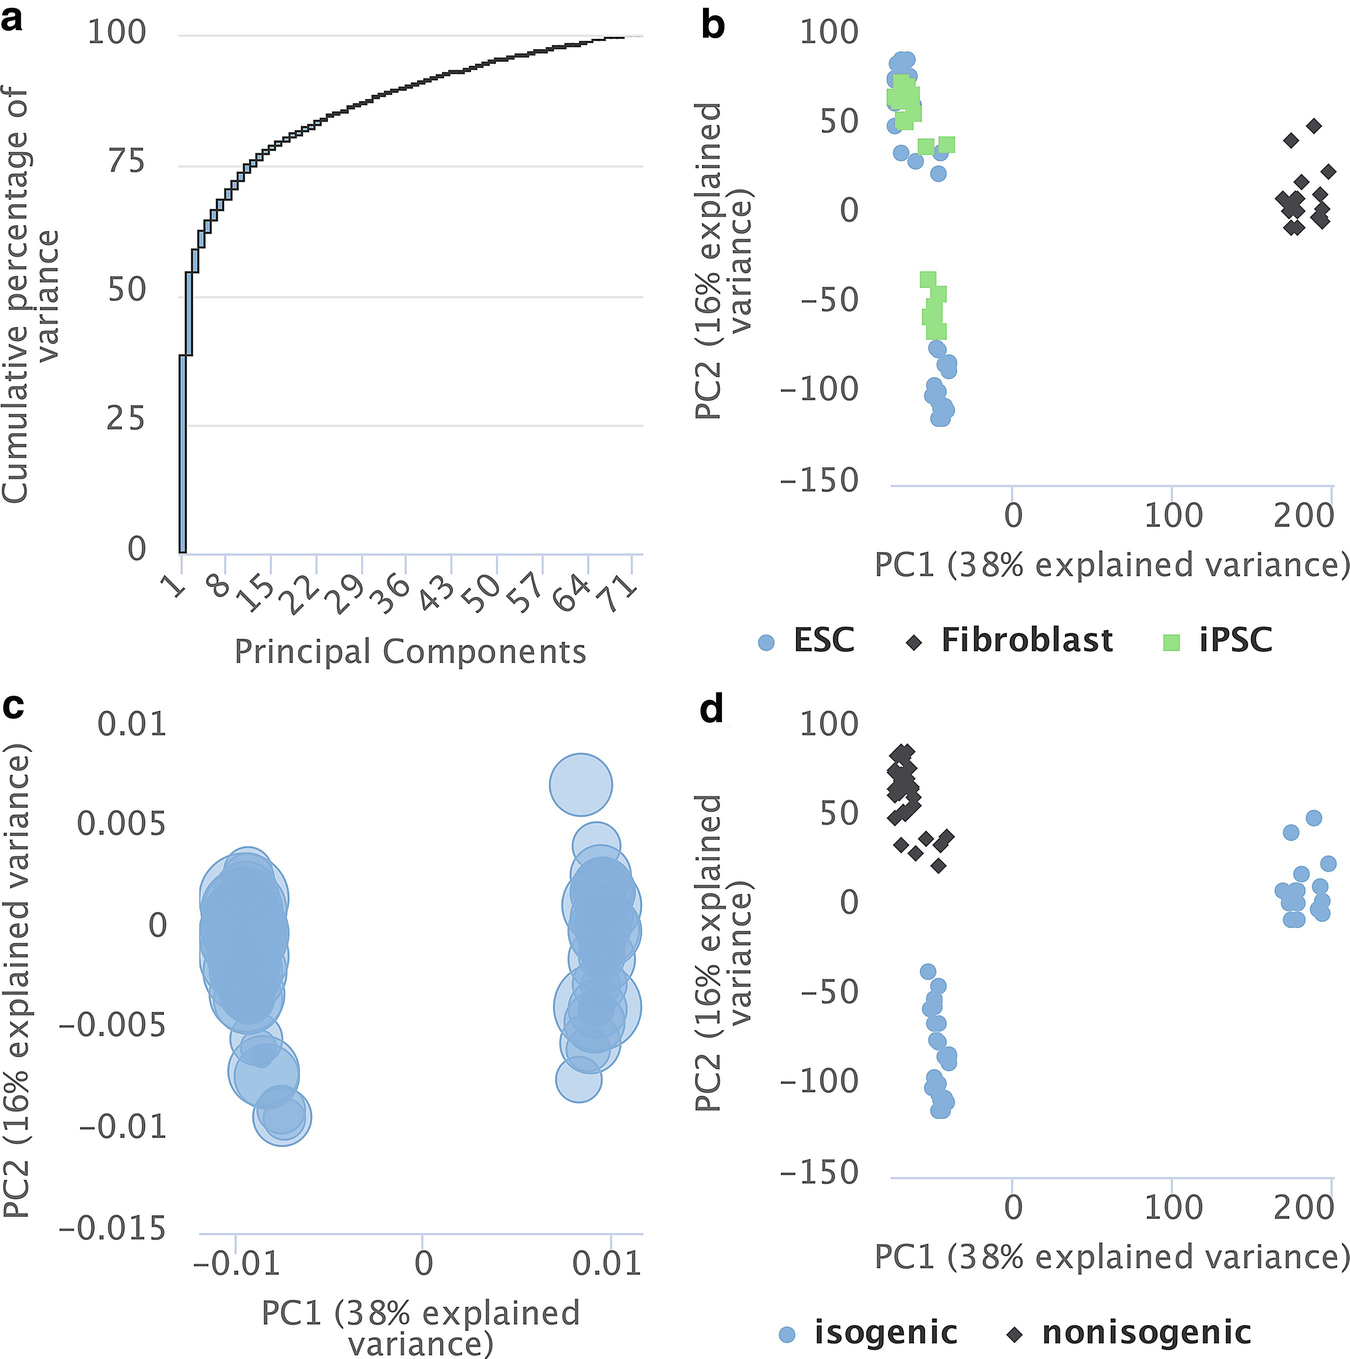 a
100
75
50
25
0
Cumulative percentage of
variance
1 8 15 22 29 36 43 50 57 64 71
Principal Components
b
100
50
0
−50
−100
−150
PC2 (16% explained
variance)
0 100 200
PC1 (38% explained variance)
ESC Fibroblast iPSC
c
0.01
0.005
0
−0.005
−0.01
−0.015
PC2 (16% explained variance)
−0.01 0 0.01
PC1 (38% explained
variance)
d
100
50
0
−50
−100
−150
PC2 (16% explained
variance)
0 100 200
PC1 (38% explained variance)
isogenic nonisogenic